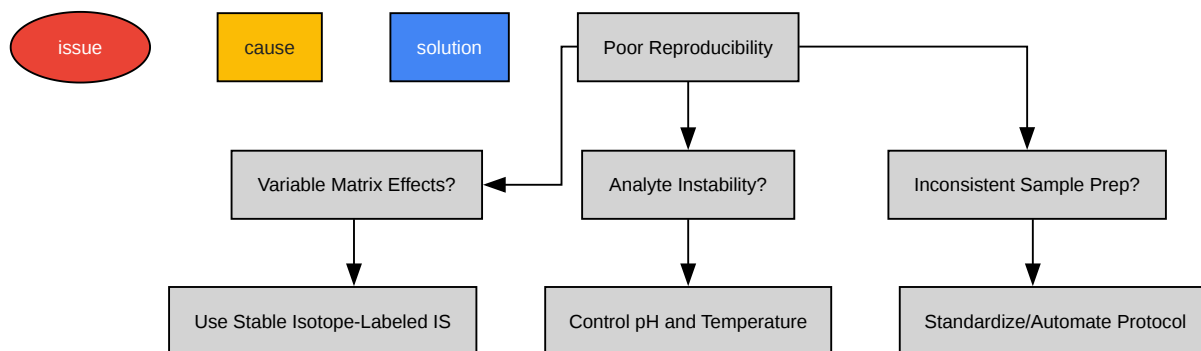 issue
cause
solution
Poor Reproducibility
Variable Matrix Effects?
Analyte Instability?
Inconsistent Sample Prep?
Use Stable Isotope-Labeled IS
Control pH and Temperature
Standardize/Automate Protocol